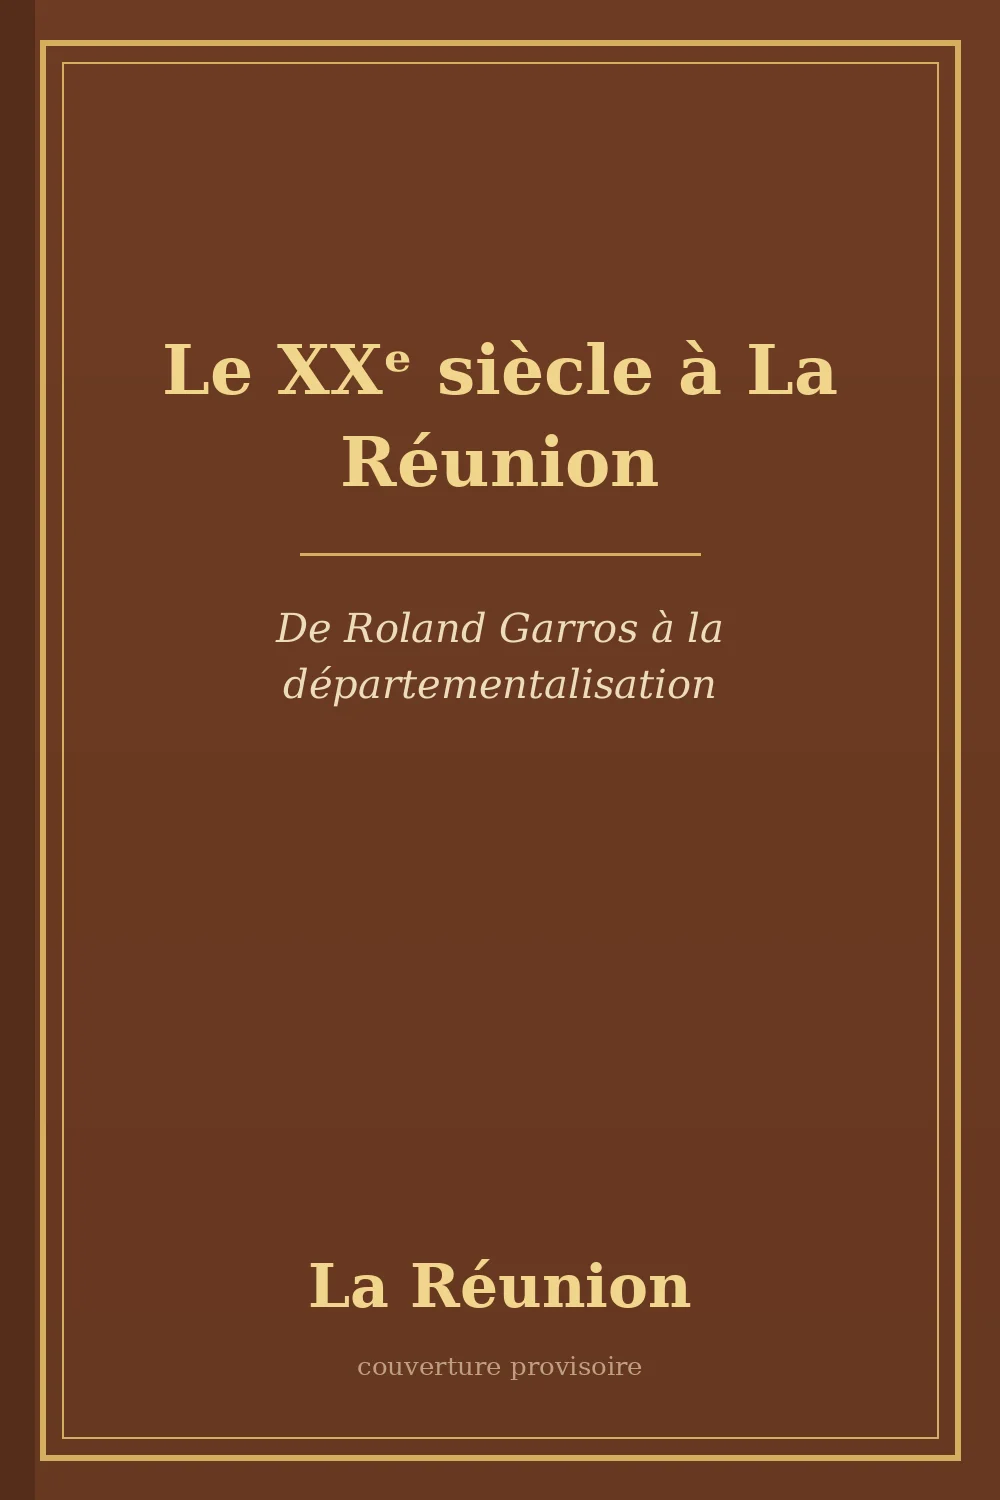 Le XXᵉ siècle à La
Réunion
De Roland Garros à la
départementalisation
La Réunion
couverture provisoire